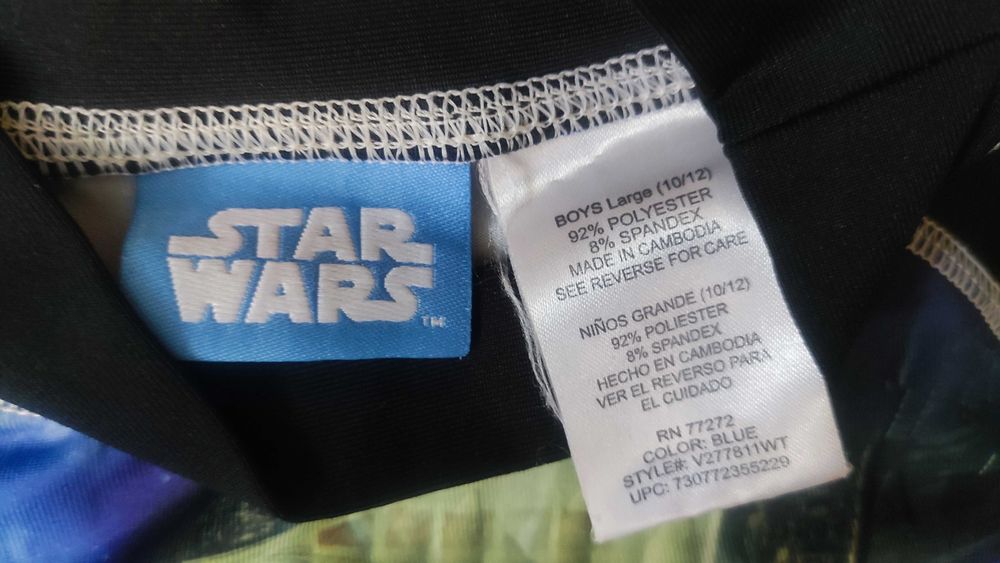 STAR
WARS
TM
BOYS Large (10/12)
92% POLYESTER
8% SPANDEX
MADE IN CAMBODIA
SEE REVERSE FOR CARE
NIÑOS GRANDE (10/12)
92% POLIESTER
8% SPANDEX
HECHO EN CAMBODIA
VER EL REVERSO PARA
EL CUIDADO
RN 77272
COLOR: BLUE
STYLE#: V277811WT
UPC: 730772355229